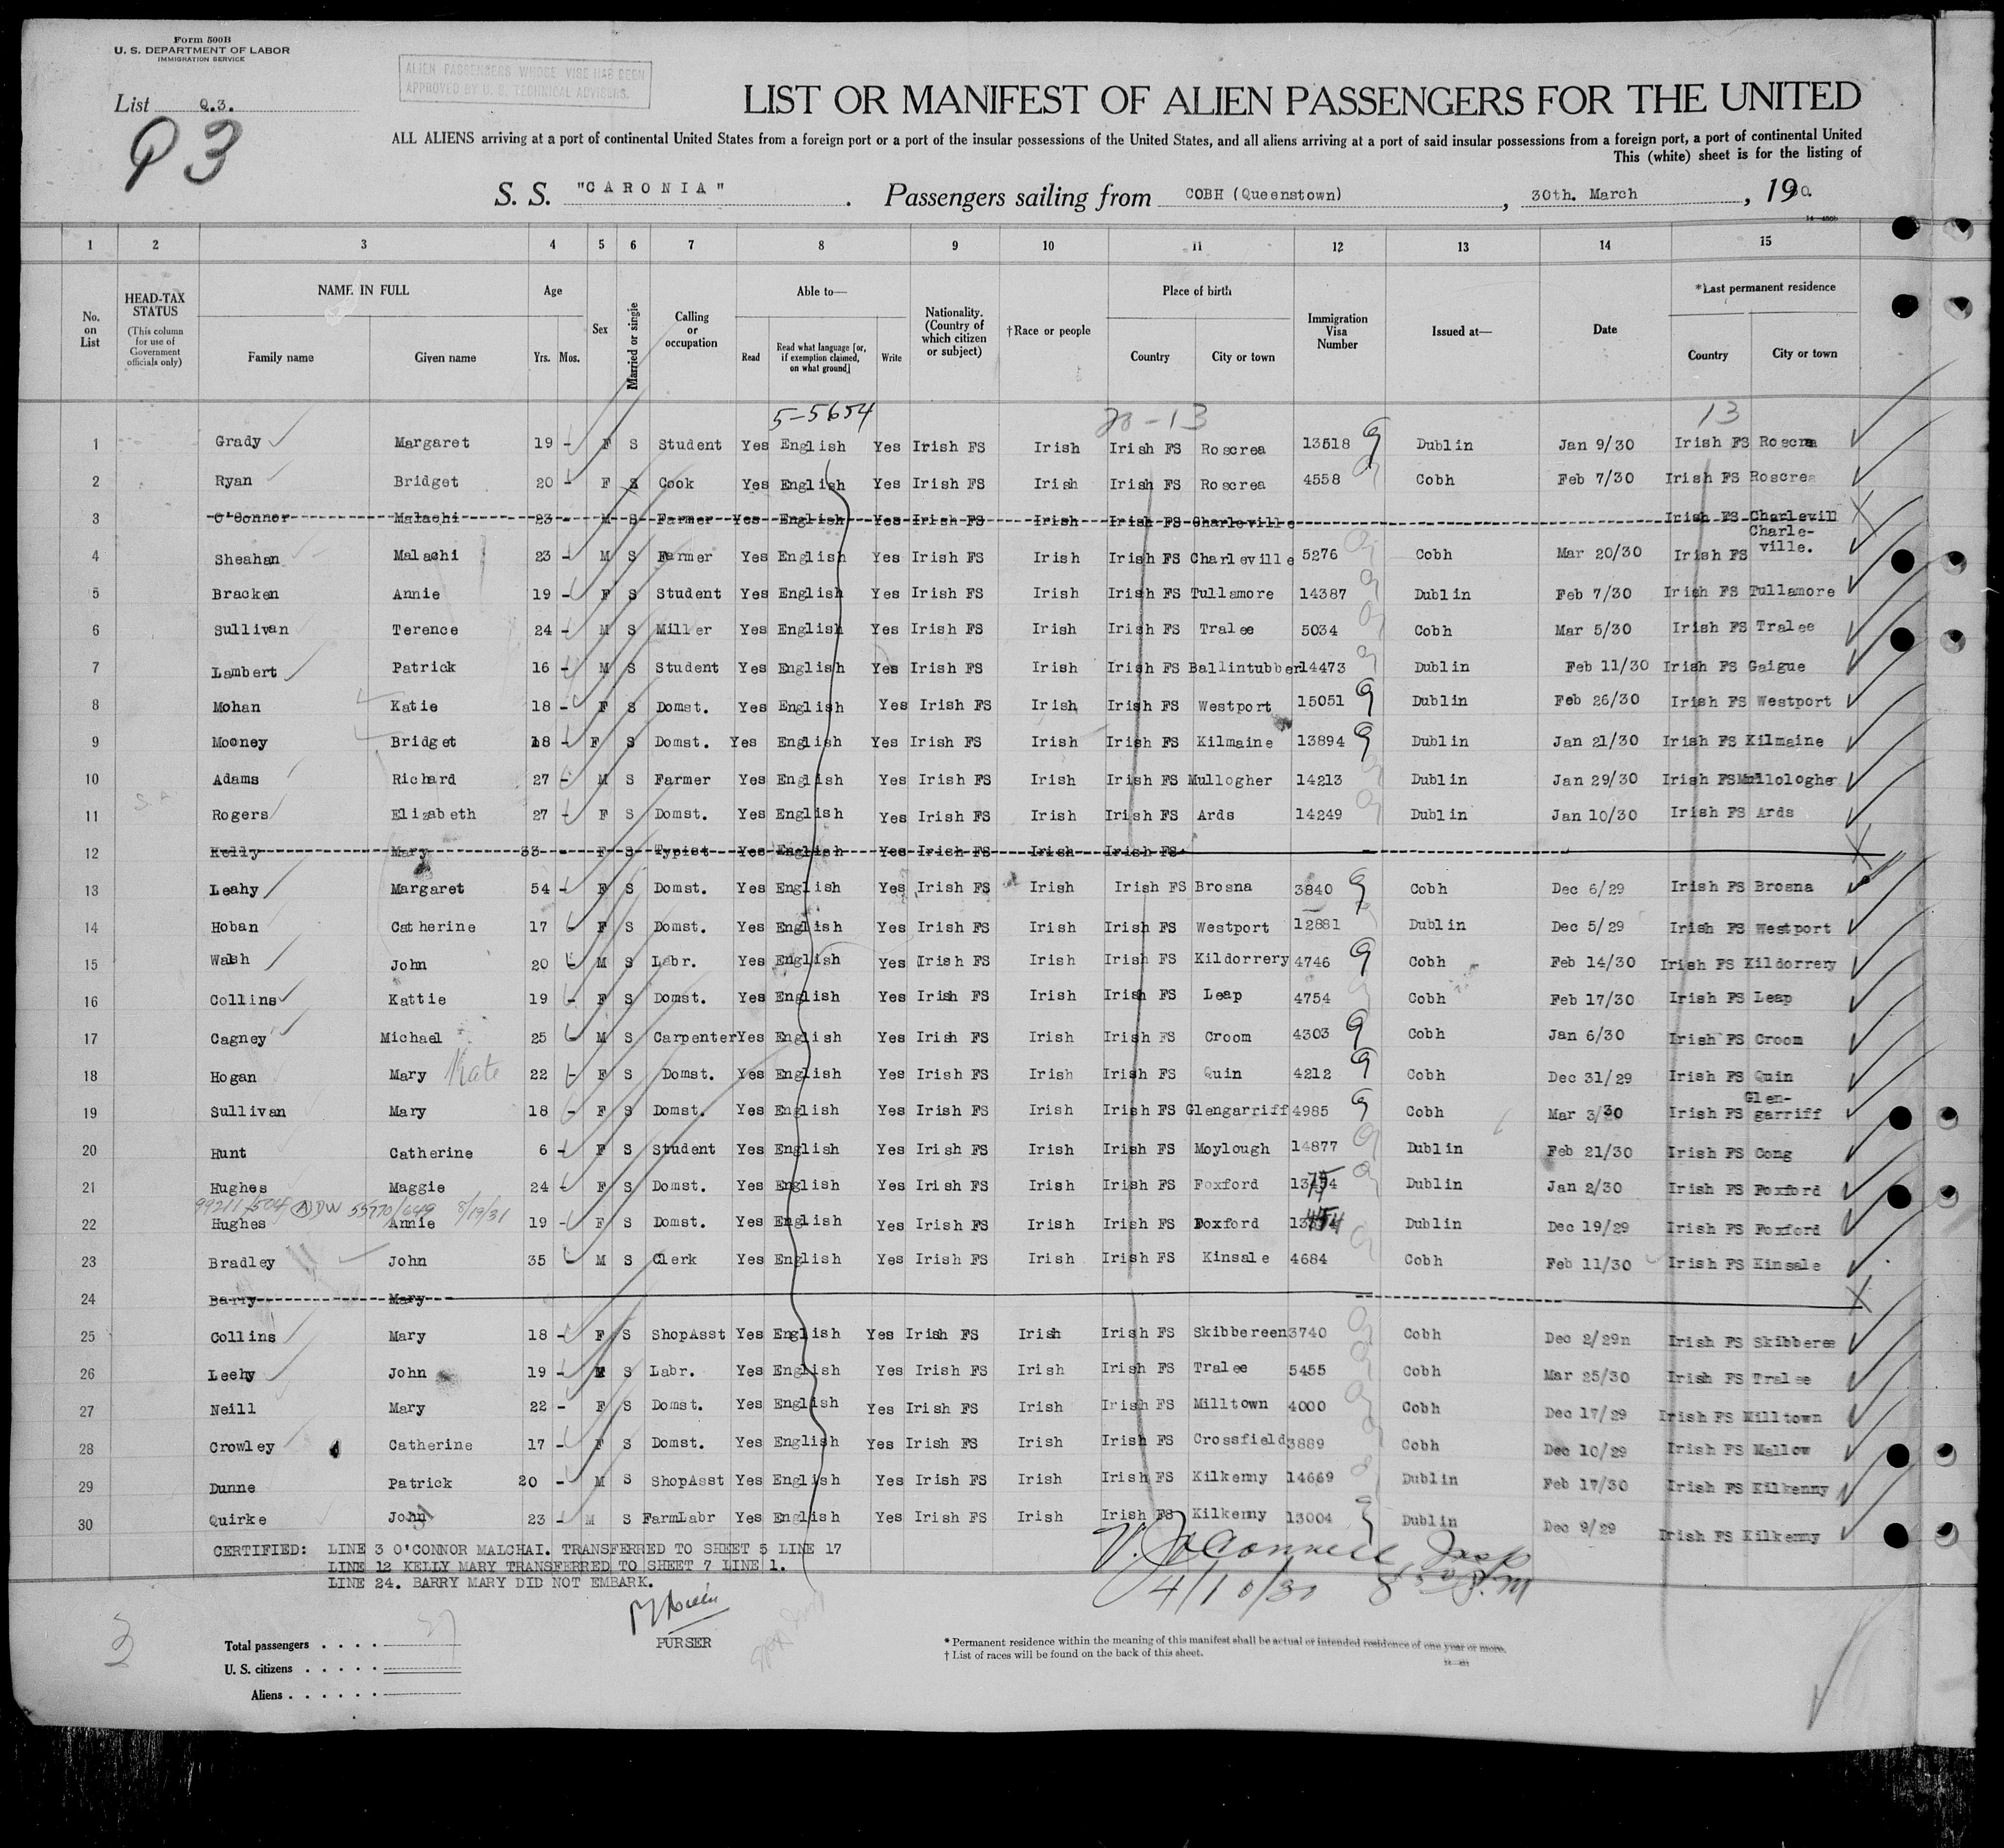 Form 500B
U. S. DEPARTMENT OF LABOR
IMMIGRATION SERVICE
ALIEN PASSENGERS WHOSE VISE HAS BEEN
APPROVED BY U. S. TECHNICAL ADVISERS.
List Q.3.
Q3
LIST OR MANIFEST OF ALIEN PASSENGERS FOR THE UNITED
ALL ALIENS arriving at a port of continental United States from a foreign port or a port of the insular possessions of the United States, and all aliens arriving at a port of said insular possessions from a foreign port, a port of continental United
This (white) sheet is for the listing of
S. S. "CARONIA" . Passengers sailing from COBH (Queenstown) , 30th. March , 1930.
1 2 3 4 5 6 7 8 9 10 11 12 13 14 15
No. on List
HEAD-TAX STATUS (This column for use of Government officials only)
NAME IN FULL Family name Given name
Age Yrs. Mos.
Sex
Married or single
Calling or occupation
Able to— Read Read what language [or, if exemption claimed, on what ground] Write
Nationality. (Country of which citizen or subject)
†Race or people
Place of birth Country City or town
Immigration Visa Number
Issued at—
Date
*Last permanent residence Country City or town
5-5654 20-13 13
1 Grady Margaret 19 - F S Student Yes English Yes Irish FS Irish Irish FS Roscrea 13518 Dublin Jan 9/30 Irish FS Roscrea
2 Ryan Bridget 20 - F S Cook Yes English Yes Irish FS Irish Irish FS Roscrea 4558 Cobh Feb 7/30 Irish FS Roscrea
3 O'Connor Malachi 23 - M S Farmer Yes English Yes Irish FS Irish Irish FS Charleville Irish FS Charlevill
4 Sheahan Malachi 23 - M S Farmer Yes English Yes Irish FS Irish Irish FS Charleville 5276 Cobh Mar 20/30 Irish FS Charle-ville.
5 Bracken Annie 19 - F S Student Yes English Yes Irish FS Irish Irish FS Tullamore 14387 Dublin Feb 7/30 Irish FS Tullamore
6 Sullivan Terence 24 - M S Miller Yes English Yes Irish FS Irish Irish FS Tralee 5034 Cobh Mar 5/30 Irish FS Tralee
7 Lambert Patrick 16 - M S Student Yes English Yes Irish FS Irish Irish FS Ballintubber 14473 Dublin Feb 11/30 Irish FS Gaigue
8 Mohan Katie 18 - F S Domst. Yes English Yes Irish FS Irish Irish FS Westport 15051 Dublin Feb 26/30 Irish FS Westport
9 Mooney Bridget 18 - F S Domst. Yes English Yes Irish FS Irish Irish FS Kilmaine 13894 Dublin Jan 21/30 Irish FS Kilmaine
10 Adams Richard 27 - M S Farmer Yes English Yes Irish FS Irish Irish FS Mullogher 14213 Dublin Jan 29/30 Irish FS Mullologhe
11 Rogers Elizabeth 27 - F S Domst. Yes English Yes Irish FS Irish Irish FS Ards 14249 Dublin Jan 10/30 Irish FS Ards
12 Kelly Mary 33 - F S Typist Yes English Yes Irish FS Irish Irish FS
13 Leahy Margaret 54 - F S Domst. Yes English Yes Irish FS Irish Irish FS Brosna 3840 Cobh Dec 6/29 Irish FS Brosna
14 Hoban Catherine 17 - F S Domst. Yes English Yes Irish FS Irish Irish FS Westport 12881 Dublin Dec 5/29 Irish FS Westport
15 Walsh John 20 - M S Labr. Yes English Yes Irish FS Irish Irish FS Kildorrery 4746 Cobh Feb 14/30 Irish FS Kildorrery
16 Collins Kattie 19 - F S Domst. Yes English Yes Irish FS Irish Irish FS Leap 4754 Cobh Feb 17/30 Irish FS Leap
17 Cagney Michael 25 - M S Carpenter Yes English Yes Irish FS Irish Irish FS Croom 4303 Cobh Jan 6/30 Irish FS Croom
18 Hogan Mary Kate 22 - F S Domst. Yes English Yes Irish FS Irish Irish FS Quin 4212 Cobh Dec 31/29 Irish FS Quin
19 Sullivan Mary 18 - F S Domst. Yes English Yes Irish FS Irish Irish FS Glengarriff 4985 Cobh Mar 3/30 Irish FS Glen-garriff
20 Hunt Catherine 6 - F S Student Yes English Yes Irish FS Irish Irish FS Moylough 14877 Dublin Feb 21/30 Irish FS Cong
21 Hughes Maggie 24 - F S Domst. Yes English Yes Irish FS Irish Irish FS Foxford Dublin Jan 2/30 Irish FS Foxford
55770/649 8/19/31
22 Hughes Annie 19 - F S Domst. Yes English Yes Irish FS Irish Irish FS Foxford Dublin Dec 19/29 Irish FS Foxford
23 Bradley John 35 - M S Clerk Yes English Yes Irish FS Irish Irish FS Kinsale 4684 Cobh Feb 11/30 Irish FS Kinsale
24 Barry Mary
25 Collins Mary 18 - F S ShopAsst Yes English Yes Irish FS Irish Irish FS Skibbereen 3740 Cobh Dec 2/29n Irish FS Skibberee
26 Leehy John 19 - M S Labr. Yes English Yes Irish FS Irish Irish FS Tralee 5455 Cobh Mar 25/30 Irish FS Tralee
27 Neill Mary 22 - F S Domst. Yes English Yes Irish FS Irish Irish FS Milltown 4000 Cobh Dec 17/29 Irish FS Milltown
28 Crowley Catherine 17 - F S Domst. Yes English Yes Irish FS Irish Irish FS Crossfield 3889 Cobh Dec 10/29 Irish FS Mallow
29 Dunne Patrick 20 - M S ShopAsst Yes English Yes Irish FS Irish Irish FS Kilkenny 14669 Dublin Feb 17/30 Irish FS Kilkenny
30 Quirke John 23 - M S FarmLabr Yes English Yes Irish FS Irish Irish FS Kilkenny 13004 Dublin Dec 9/29 Irish FS Kilkenny
CERTIFIED: LINE 3 O'CONNOR MALCHAI. TRANSFERRED TO SHEET 5 LINE 17
LINE 12 KELLY MARY TRANSFERRED TO SHEET 7 LINE 1.
LINE 24. BARRY MARY DID NOT EMBARK.
V. J. O'Connell, Insp
4/10/30 8 50 P.M
PURSER
3
Total passengers . . . . 27
U. S. citizens . . . . .
Aliens . . . . . .
* Permanent residence within the meaning of this manifest shall be actual or intended residence of one year or more.
† List of races will be found on the back of this sheet.